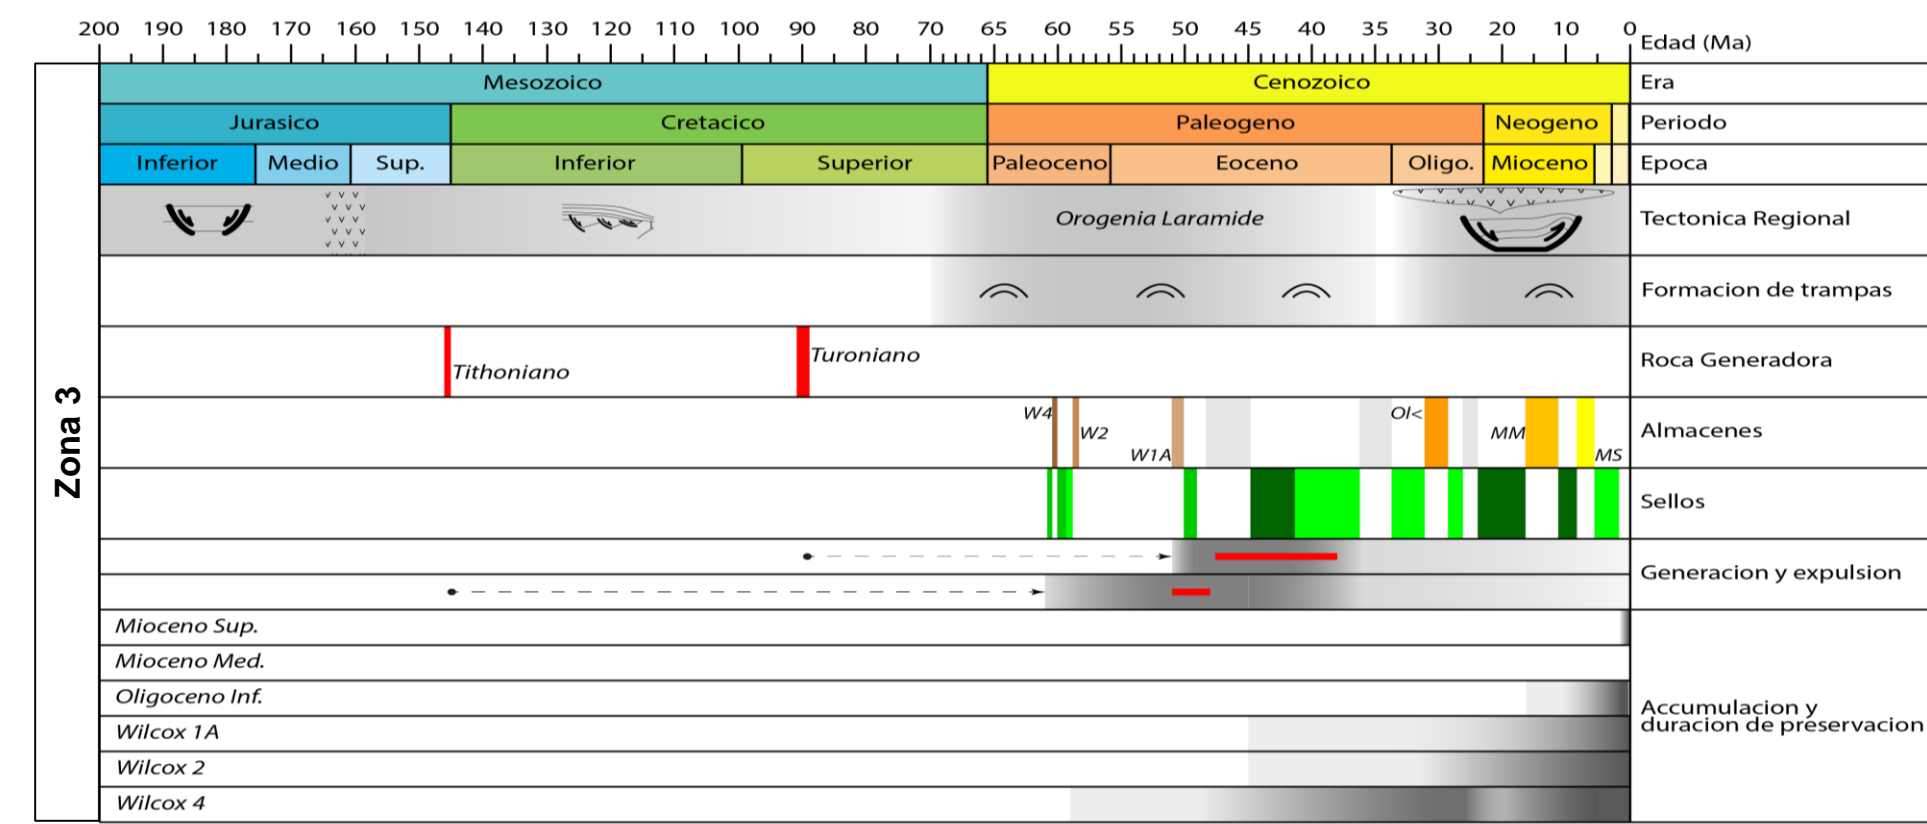 200 190 180 170 160 150 140 130 120 110 100 90 80 70 65 60 55 50 45 40 35 30 20 10 0 Edad (Ma)
Mesozoico Cenozoico Era
Jurasico Cretacico Paleogeno Neogeno Periodo
Inferior Medio Sup. Inferior Superior Paleoceno Eoceno Oligo. Mioceno Epoca
Orogenia Laramide Tectonica Regional
Formacion de trampas
Tithoniano Turoniano Roca Generadora
W4 W2 W1A Ol< MM MS Almacenes
Sellos
Generacion y expulsion
Mioceno Sup.
Mioceno Med.
Oligoceno Inf.
Wilcox 1A
Wilcox 2
Wilcox 4
Accumulacion y
duracion de preservacion
Zona 3